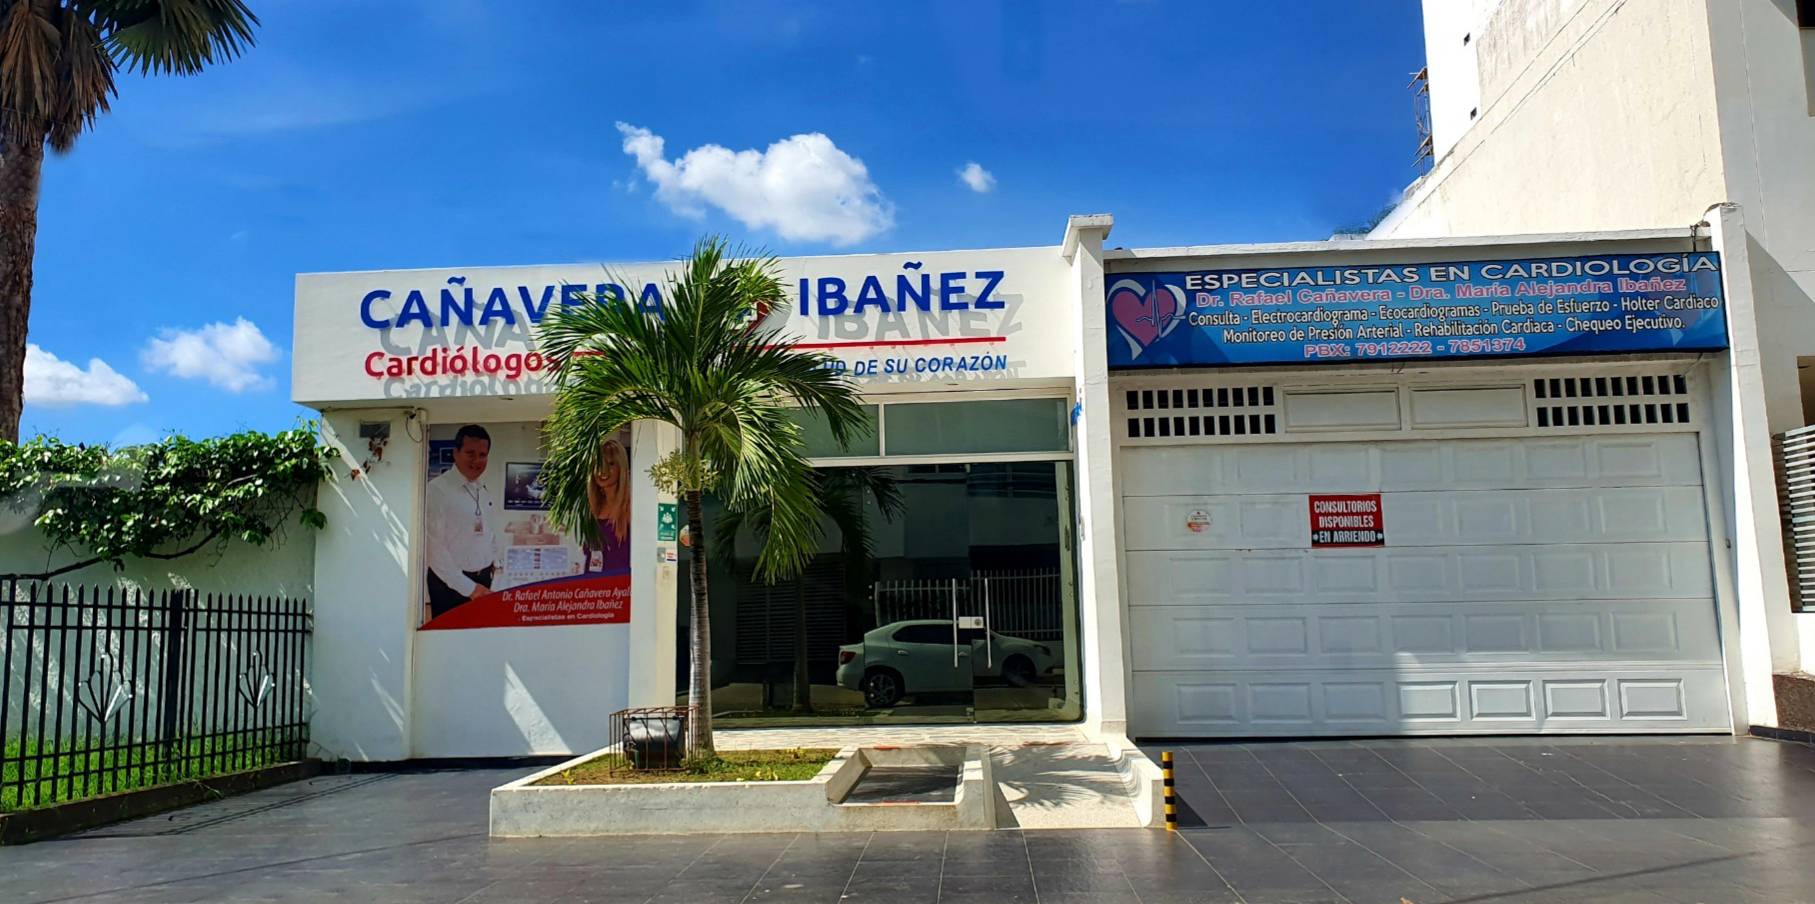 CAÑAVERA IBAÑEZ
Cardiólogos
DE SU CORAZÓN
Dr. Rafael Antonio Cañavera Ayal
Dra. María Alejandra Ibañez
Especialistas en Cardiología
ESPECIALISTAS EN CARDIOLOGÍA
Dr. Rafael Cañavera - Dra. María Alejandra Ibañez
Consulta - Electrocardiograma - Ecocardiogramas - Prueba de Esfuerzo - Holter Cardiaco
Monitoreo de Presión Arterial - Rehabilitación Cardiaca - Chequeo Ejecutivo.
PBX: 7912222 - 7851374
CONSULTORIOS
DISPONIBLES
EN ARRIENDO